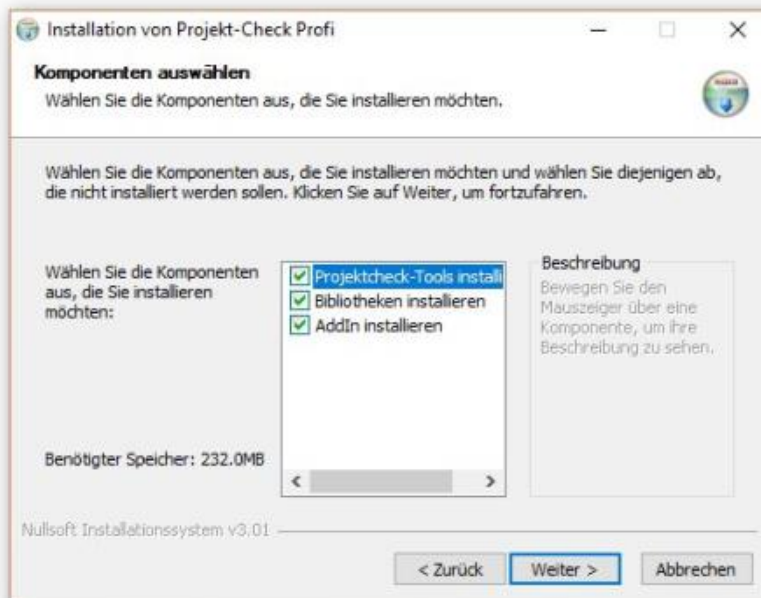 Installation von Projekt-Check Profi
Komponenten auswählen
Wählen Sie die Komponenten aus, die Sie installieren möchten.
Wählen Sie die Komponenten aus, die Sie installieren möchten und wählen Sie diejenigen ab,
die nicht installiert werden sollen. Klicken Sie auf Weiter, um fortzufahren.
Wählen Sie die Komponenten
aus, die Sie installieren
möchten:
Projektcheck-Tools install
Bibliotheken installieren
AddIn installieren
Beschreibung
Bewegen Sie den
Mauszeiger über eine
Komponente, um ihre
Beschreibung zu sehen.
Benötigter Speicher: 232.0MB
Nullsoft Installationssystem v3.01
< Zurück
Weiter >
Abbrechen